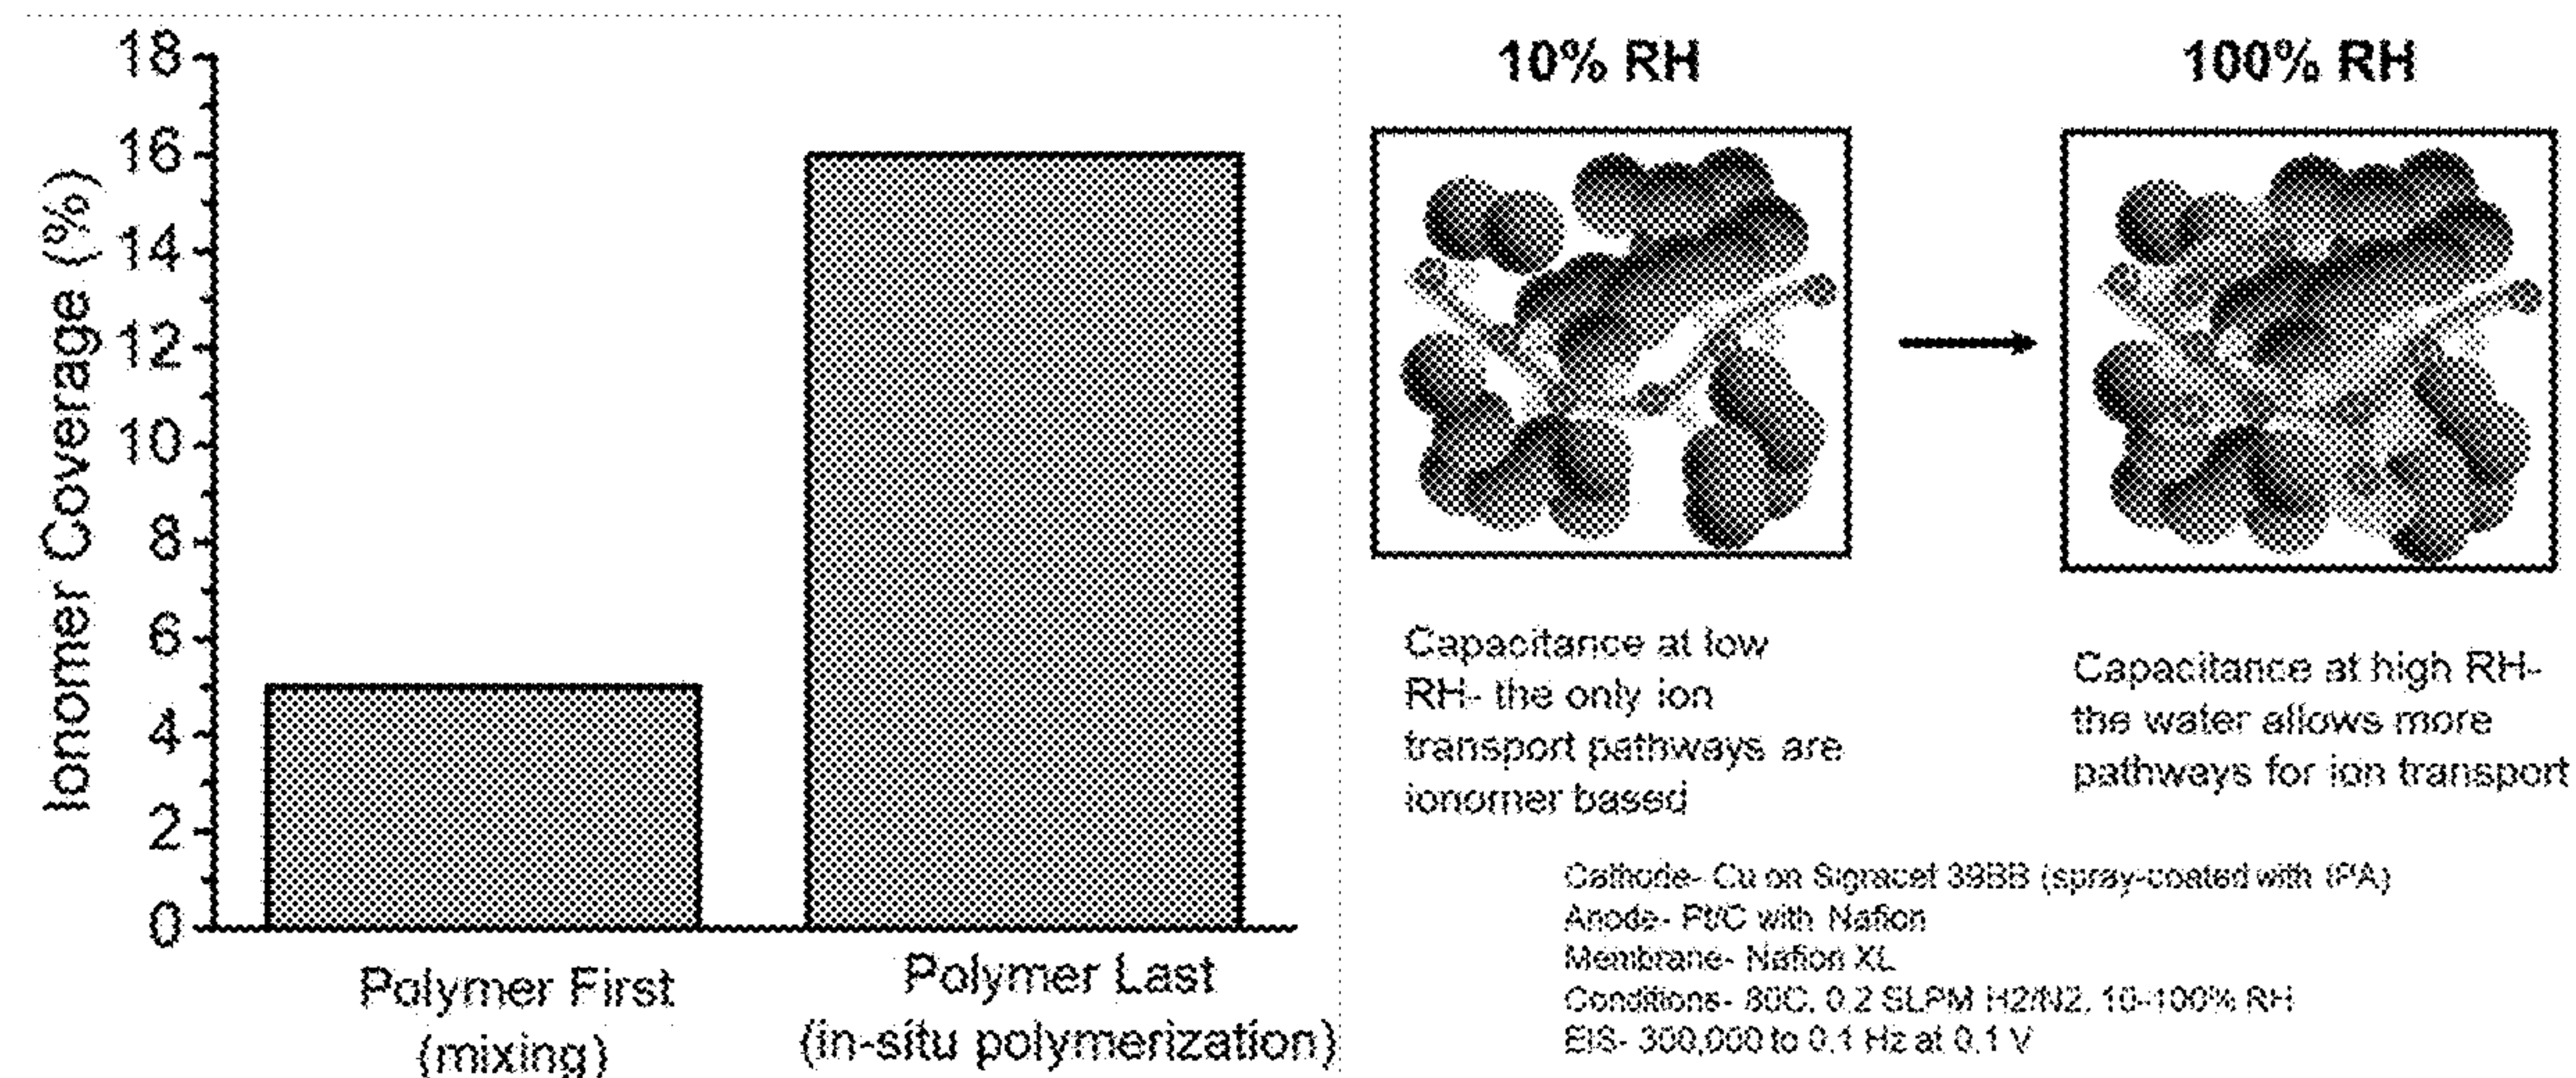 Ionomer Coverage (%)
18
16
14
12
10
8
6
4
2
0
Polymer First
(mixing)
Polymer Last
(in-situ polymerization)
10% RH
100% RH
Capacitance at low
RH- the only ion
transport pathways are
ionomer based
Capacitance at high RH-
the water allows more
pathways for ion transport
Cathode- Cu on Sigracet 39BB (spray-coated with IPA)
Anode- Pt/C with Nafion
Membrane- Nafion XL
Conditions- 80C, 0.2 SLPM H2/N2, 10-100% RH
EIS- 300,000 to 0.1 Hz at 0.1 V